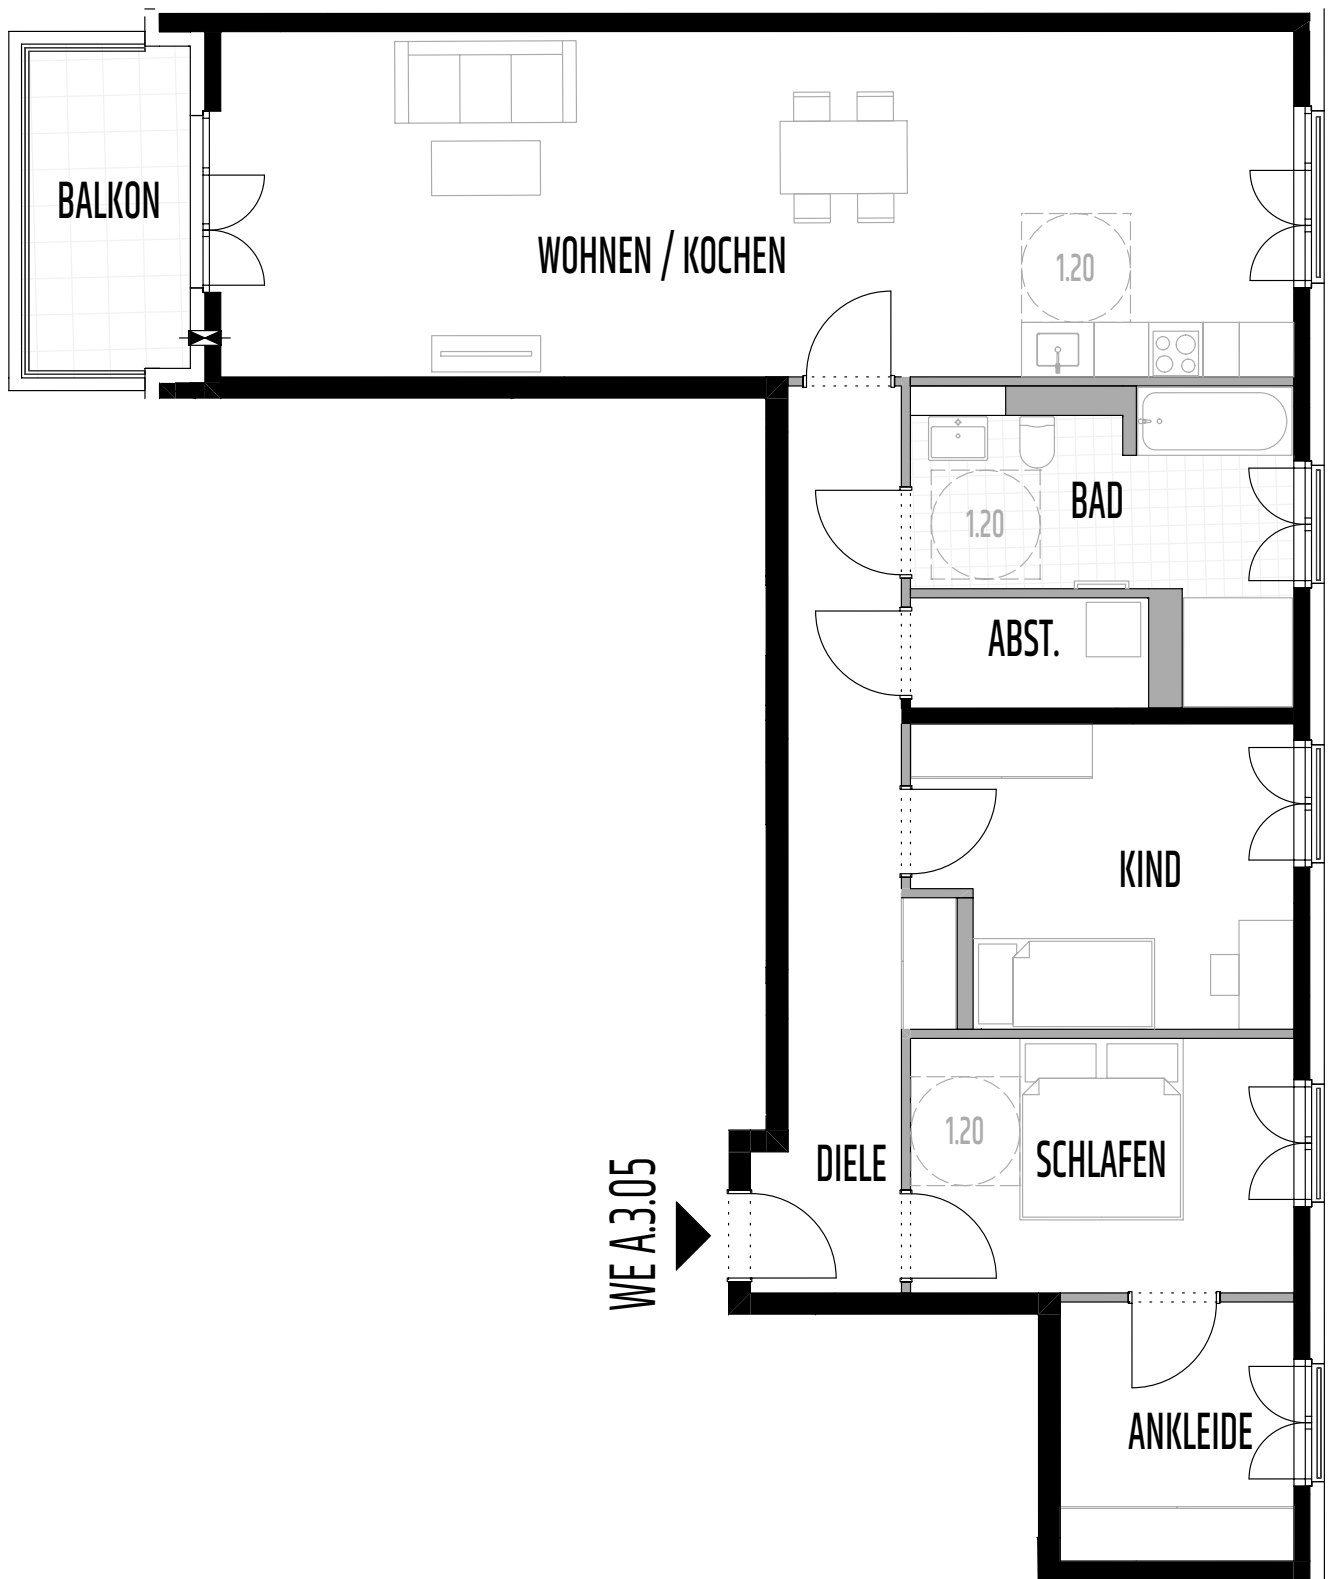 BALKON
WOHNEN / KOCHEN
1.20
BAD
1.20
ABST.
KIND
1.20
DIELE
SCHLAFEN
WE A.3.05
ANKLEIDE